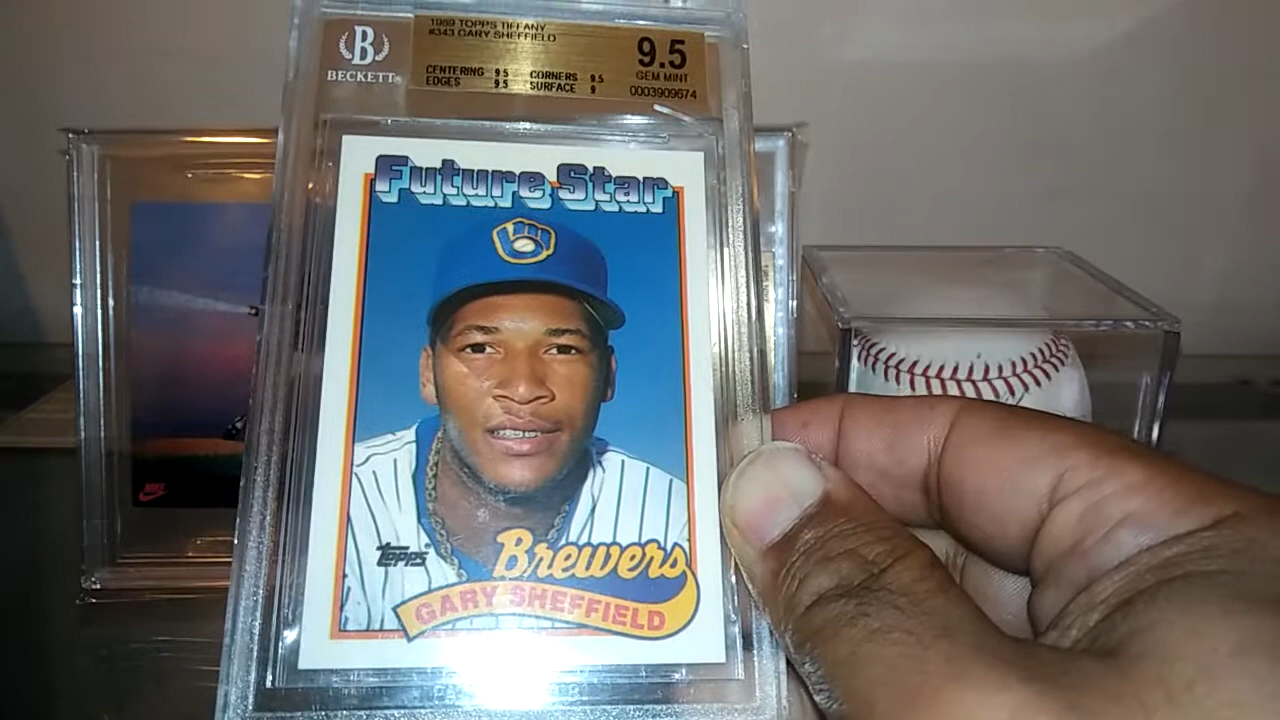 1989 TOPPS TIFFANY
#343 GARY SHEFFIELD
B
BECKETT®
CENTERING 9.5 CORNERS 9.5
EDGES 9.5 SURFACE 9
9.5
GEM MINT
0003909674
Future Star
Topps®
Brewers
GARY SHEFFIELD
NIKE